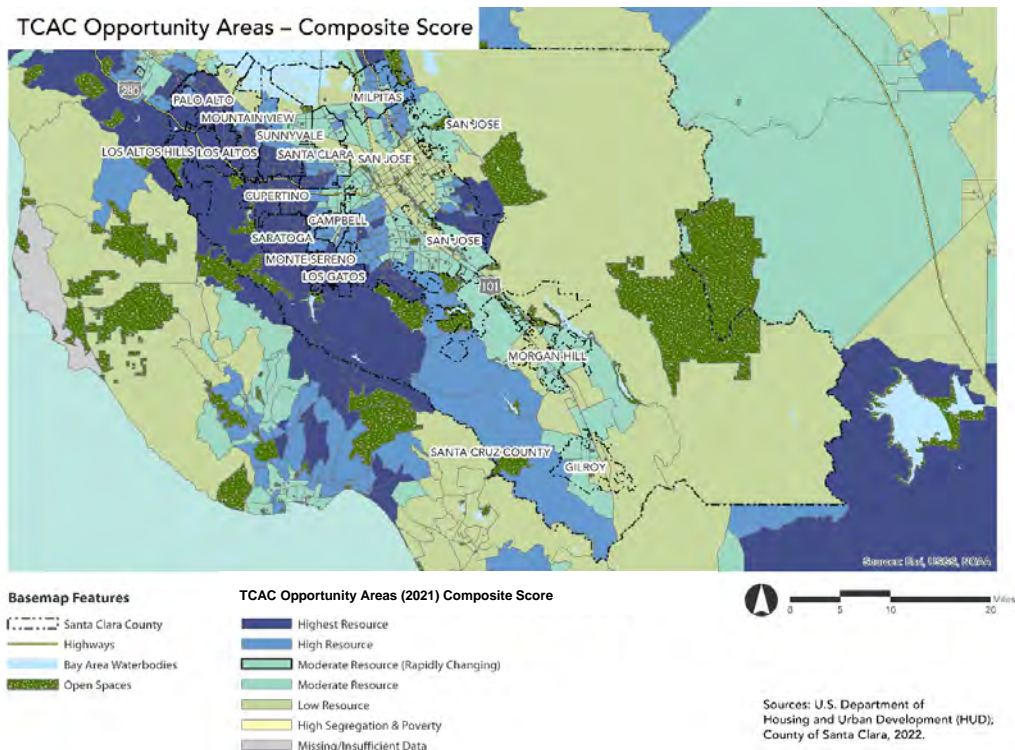 TCAC Opportunity Areas – Composite Score
280
PALO ALTO
MILPITAS
MOUNTAIN VIEW
SAN JOSE
SUNNYVALE
LOS ALTOS HILLS
LOS ALTOS
SANTA CLARA
SAN JOSE
CUPERTINO
CAMPBELL
SARATOGA
SAN JOSE
MONTE SERENO
LOS GATOS
101
MORGAN HILL
SANTA CRUZ COUNTY
GILROY
Sources: Esri, USGS, NOAA
Basemap Features
Santa Clara County
Highways
Bay Area Waterbodies
Open Spaces
TCAC Opportunity Areas (2021) Composite Score
Highest Resource
High Resource
Moderate Resource (Rapidly Changing)
Moderate Resource
Low Resource
High Segregation & Poverty
Missing/Insufficient Data
0 5 10 20 Miles
Sources: U.S. Department of
Housing and Urban Development (HUD);
County of Santa Clara, 2022.